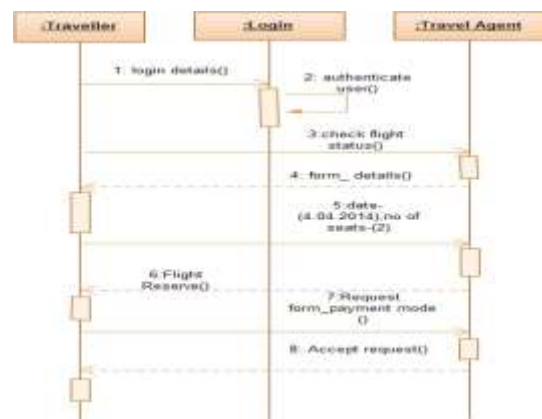 :Traveller
:Login
:Travel Agent
1: login details()
2: authenticate
user()
3:check flight
status()
4: form_ details()
5:date-
(4.04.2014),no of
seats-(2)
6:Flight
Reserve()
7:Request
form_payment mode
()
8: Accept request()